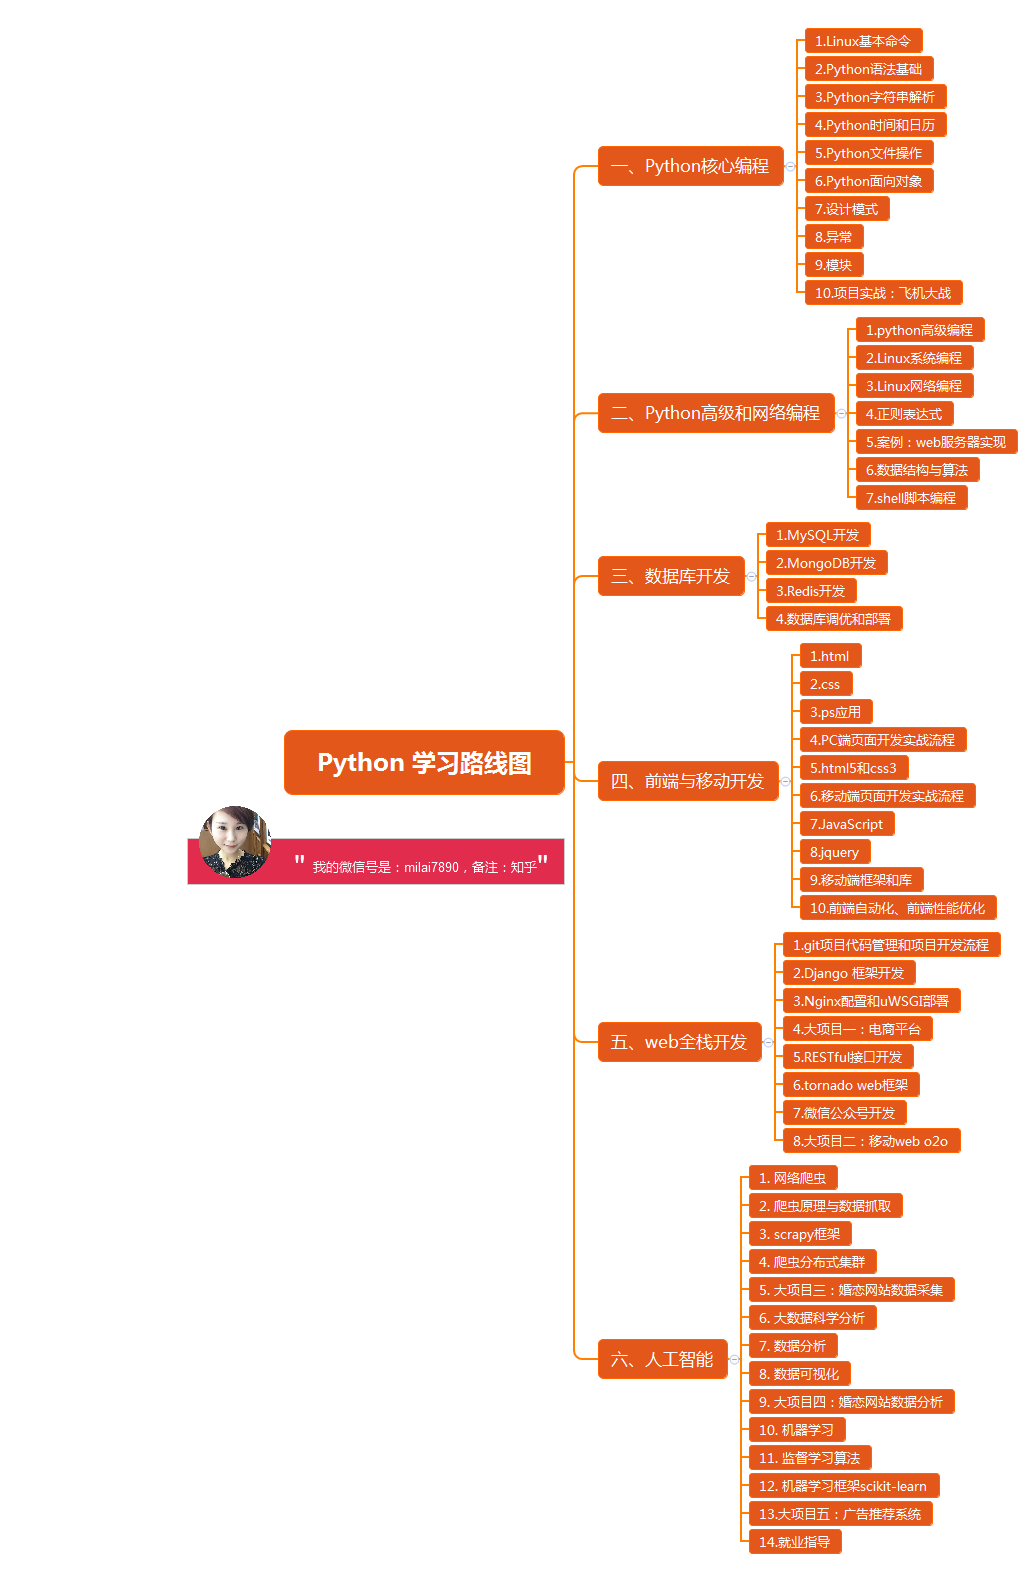 Python 学习路线图
" 我的微信号是：milai7890，备注：知乎"
一、Python核心编程
1.Linux基本命令
2.Python语法基础
3.Python字符串解析
4.Python时间和日历
5.Python文件操作
6.Python面向对象
7.设计模式
8.异常
9.模块
10.项目实战：飞机大战
二、Python高级和网络编程
1.python高级编程
2.Linux系统编程
3.Linux网络编程
4.正则表达式
5.案例：web服务器实现
6.数据结构与算法
7.shell脚本编程
三、数据库开发
1.MySQL开发
2.MongoDB开发
3.Redis开发
4.数据库调优和部署
四、前端与移动开发
1.html
2.css
3.ps应用
4.PC端页面开发实战流程
5.html5和css3
6.移动端页面开发实战流程
7.JavaScript
8.jquery
9.移动端框架和库
10.前端自动化、前端性能优化
五、web全栈开发
1.git项目代码管理和项目开发流程
2.Django 框架开发
3.Nginx配置和uWSGI部署
4.大项目一：电商平台
5.RESTful接口开发
6.tornado web框架
7.微信公众号开发
8.大项目二：移动web o2o
六、人工智能
1. 网络爬虫
2. 爬虫原理与数据抓取
3. scrapy框架
4. 爬虫分布式集群
5. 大项目三：婚恋网站数据采集
6. 大数据科学分析
7. 数据分析
8. 数据可视化
9. 大项目四：婚恋网站数据分析
10. 机器学习
11. 监督学习算法
12. 机器学习框架scikit-learn
13.大项目五：广告推荐系统
14.就业指导